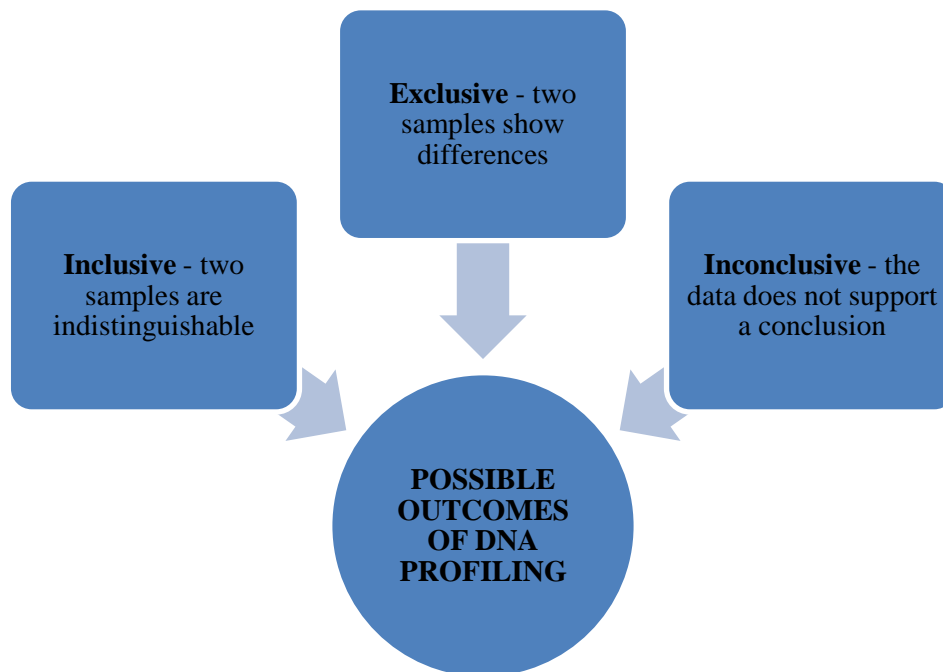 Exclusive - two
samples show
differences
Inclusive - two
samples are
indistinguishable
Inconclusive - the
data does not support
a conclusion
POSSIBLE
OUTCOMES
OF DNA
PROFILING